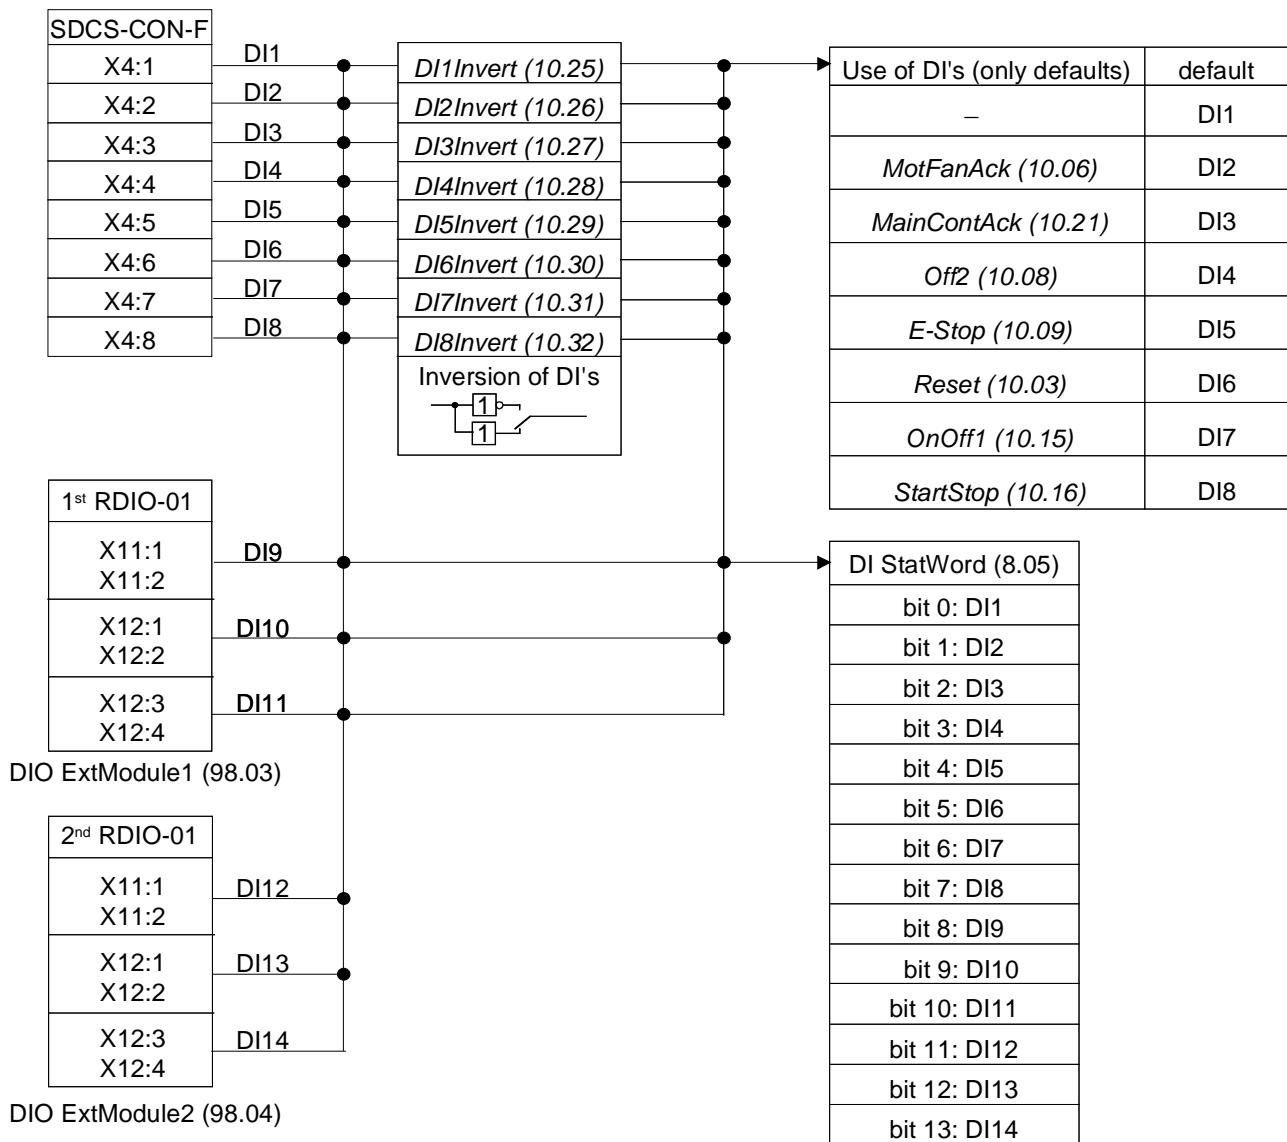 SDCS-CON-F
X4:1
X4:2
X4:3
X4:4
X4:5
X4:6
X4:7
X4:8
DI1
DI2
DI3
DI4
DI5
DI6
DI7
DI8
DI1Invert (10.25)
DI2Invert (10.26)
DI3Invert (10.27)
DI4Invert (10.28)
DI5Invert (10.29)
DI6Invert (10.30)
DI7Invert (10.31)
DI8Invert (10.32)
Inversion of DI's
1
1
Use of DI's (only defaults) default
– DI1
MotFanAck (10.06) DI2
MainContAck (10.21) DI3
Off2 (10.08) DI4
E-Stop (10.09) DI5
Reset (10.03) DI6
OnOff1 (10.15) DI7
StartStop (10.16) DI8
1st RDIO-01
X11:1
X11:2
DI9
X12:1
X12:2
DI10
X12:3
X12:4
DI11
DIO ExtModule1 (98.03)
2nd RDIO-01
X11:1
X11:2
DI12
X12:1
X12:2
DI13
X12:3
X12:4
DI14
DIO ExtModule2 (98.04)
DI StatWord (8.05)
bit 0: DI1
bit 1: DI2
bit 2: DI3
bit 3: DI4
bit 4: DI5
bit 5: DI6
bit 6: DI7
bit 7: DI8
bit 8: DI9
bit 9: DI10
bit 10: DI11
bit 11: DI12
bit 12: DI13
bit 13: DI14